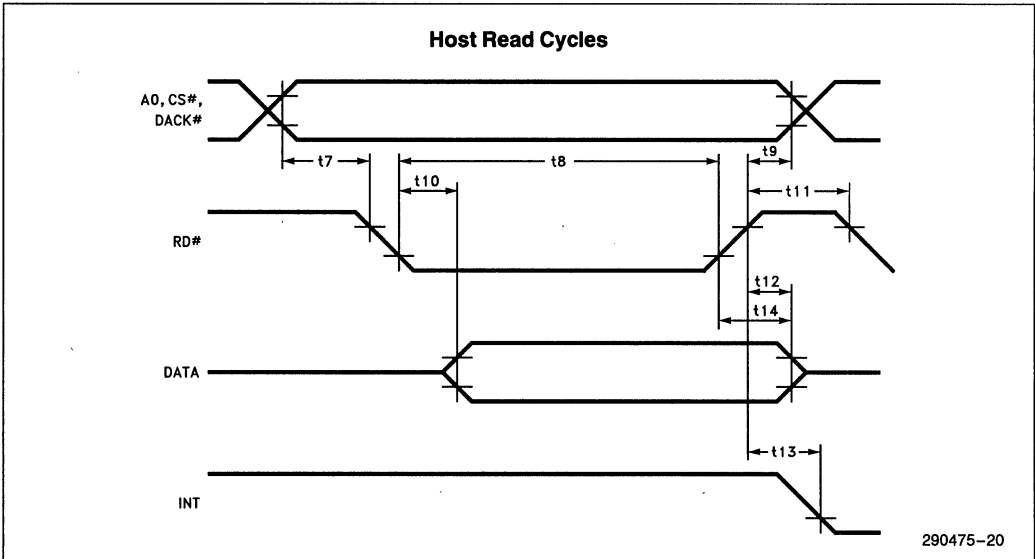 Host Read Cycles
A0, CS#,
DACK#
t7
t8
t9
t10
t11
RD#
t12
t14
DATA
t13
INT
290475–20